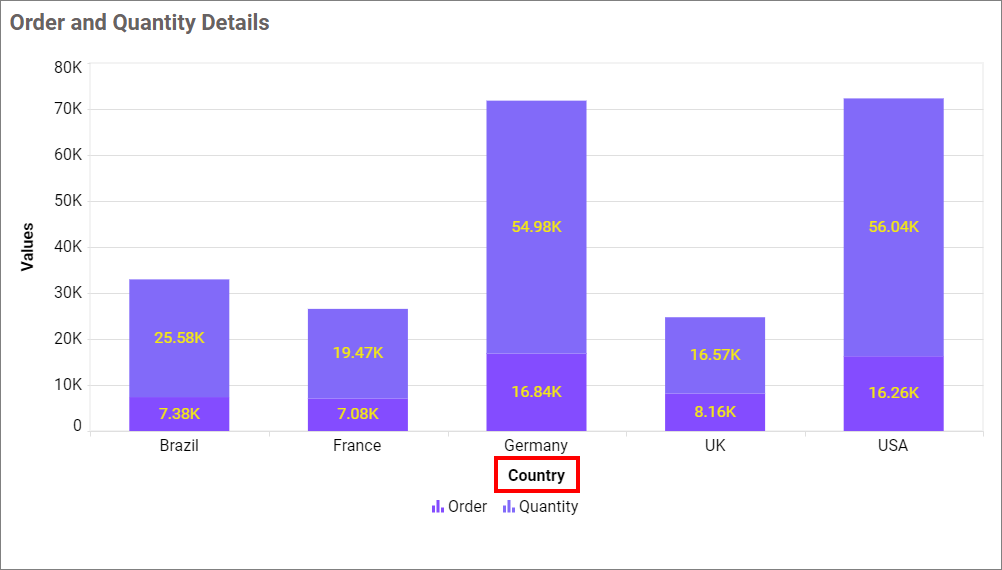 Order and Quantity Details
80K
70K
60K
50K
40K
30K
20K
10K
0
Values
25.58K
19.47K
54.98K
16.57K
56.04K
7.38K
7.08K
16.84K
8.16K
16.26K
Brazil France Germany UK USA
Country
Order Quantity